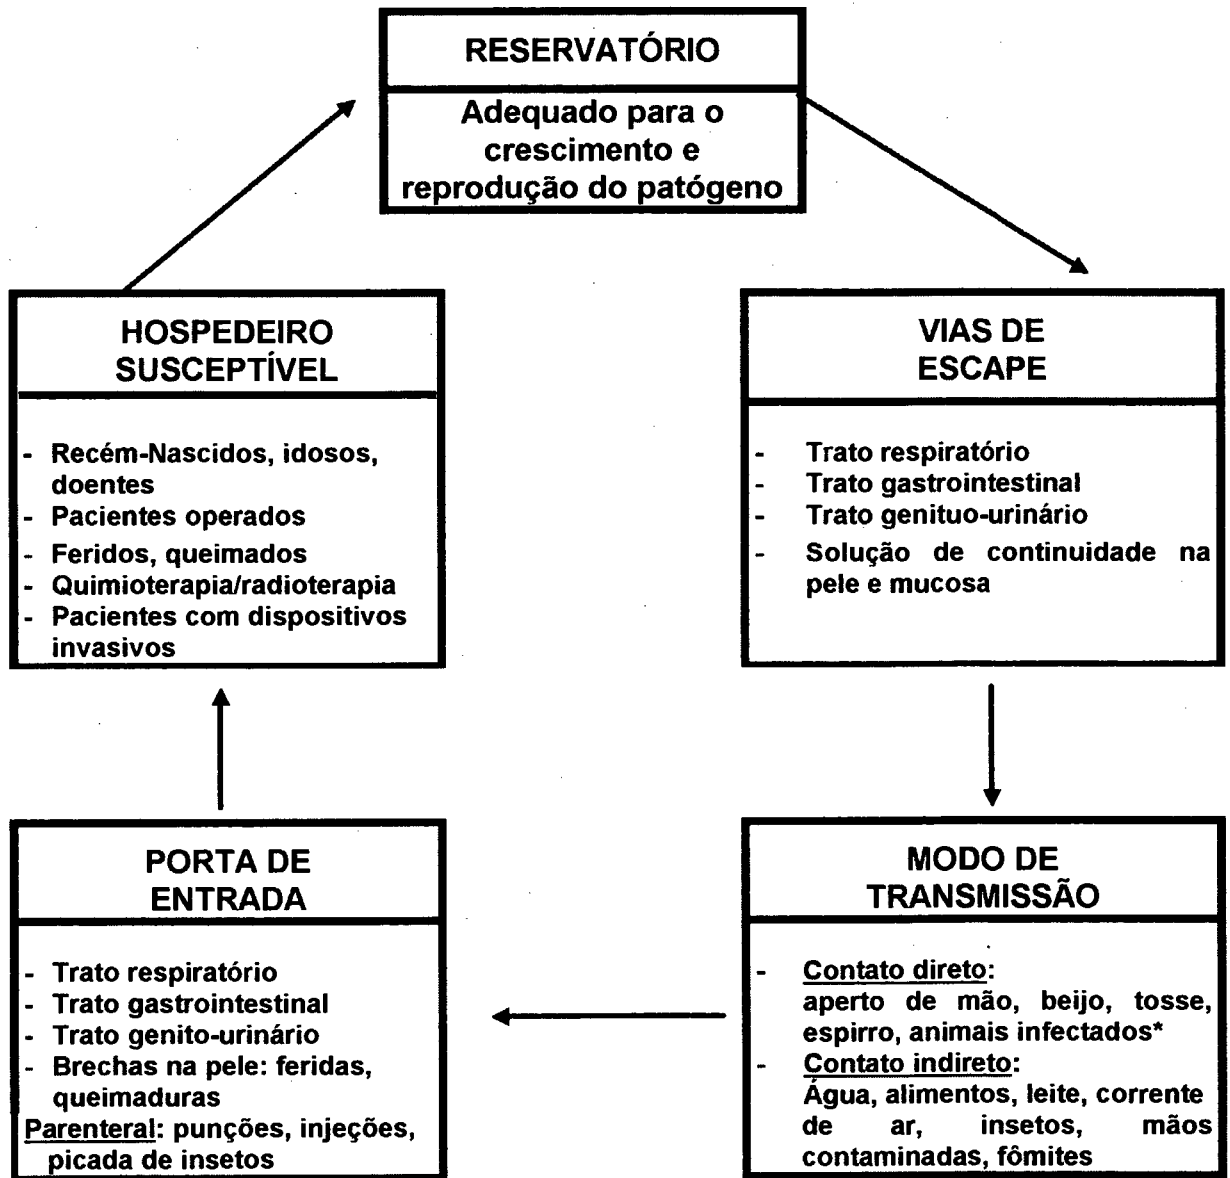 RESERVATÓRIO
Adequado para o
crescimento e
reprodução do patógeno
HOSPEDEIRO
SUSCEPTÍVEL
- Recém-Nascidos, idosos,
doentes
- Pacientes operados
- Feridos, queimados
- Quimioterapia/radioterapia
- Pacientes com dispositivos
invasivos
VIAS DE
ESCAPE
- Trato respiratório
- Trato gastrointestinal
- Trato genituo-urinário
- Solução de continuidade na
pele e mucosa
PORTA DE
ENTRADA
- Trato respiratório
- Trato gastrointestinal
- Trato genito-urinário
- Brechas na pele: feridas,
queimaduras
Parenteral: punções, injeções,
picada de insetos
MODO DE
TRANSMISSÃO
- Contato direto:
aperto de mão, beijo, tosse,
espirro, animais infectados*
- Contato indireto:
Água, alimentos, leite, corrente
de ar, insetos, mãos
contaminadas, fômites